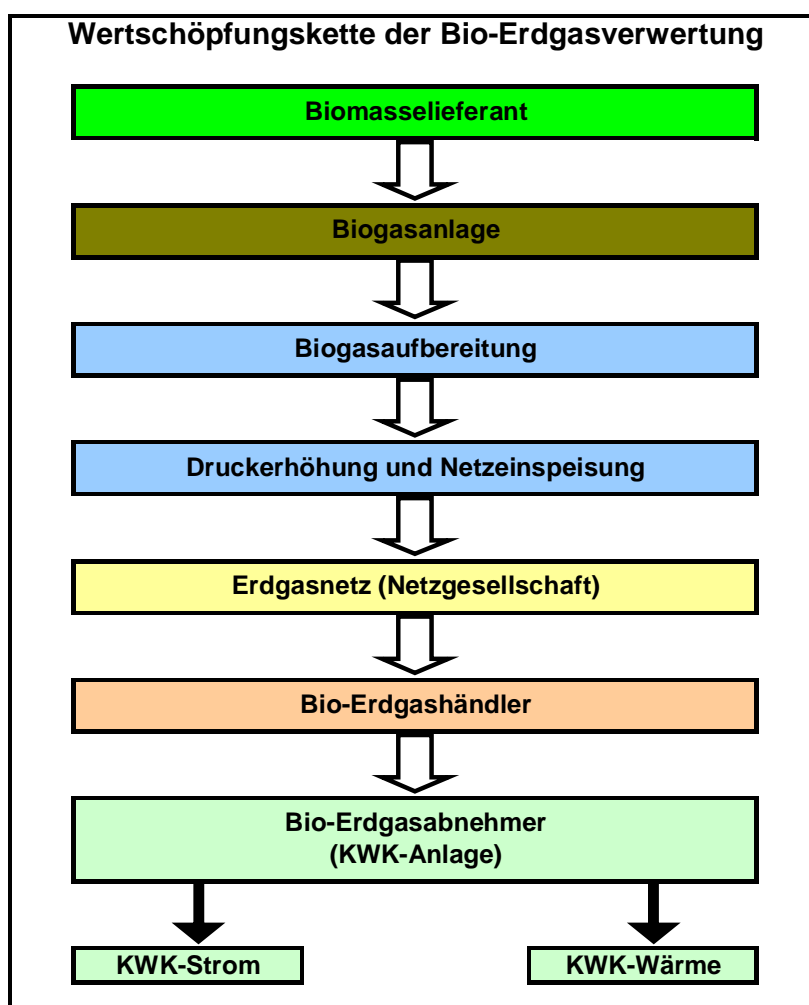 Wertschöpfungskette der Bio-Erdgasverwertung
Biomasselieferant
Biogasanlage
Biogasaufbereitung
Druckerhöhung und Netzeinspeisung
Erdgasnetz (Netzgesellschaft)
Bio-Erdgashändler
Bio-Erdgasabnehmer
(KWK-Anlage)
KWK-Strom
KWK-Wärme